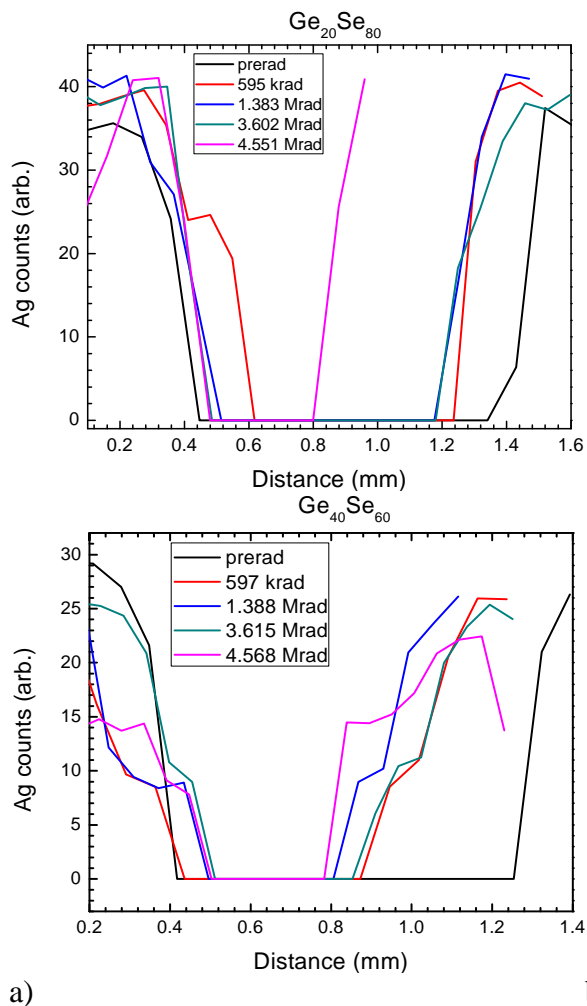 Ge20Se80
prerad
595 krad
1.383 Mrad
3.602 Mrad
4.551 Mrad
Ag counts (arb.)
40
30
20
10
0
0.2 0.4 0.6 0.8 1.0 1.2 1.4 1.6
Distance (mm)
Ge40Se60
prerad
597 krad
1.388 Mrad
3.615 Mrad
4.568 Mrad
Ag counts (arb.)
30
25
20
15
10
5
0
0.2 0.4 0.6 0.8 1.0 1.2 1.4
Distance (mm)
a)